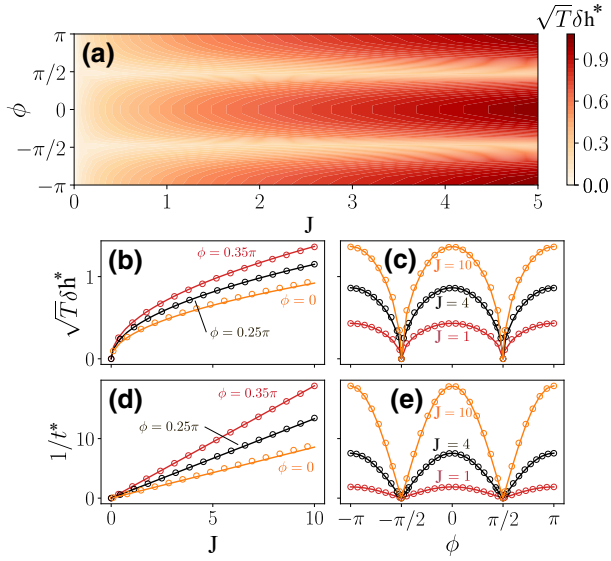 √Tδh*
(a)
π
π/2
0
−π/2
−π
ϕ
0 1 2 3 4 5
J
0.9
0.6
0.3
0.0
(b)
ϕ = 0.35π
ϕ = 0
ϕ = 0.25π
1
0
√Tδh*
(c)
J = 10
J = 4
J = 1
(d)
ϕ = 0.35π
ϕ = 0.25π
ϕ = 0
10
0
1/t*
0 5 10
J
(e)
J = 10
J = 4
J = 1
−π −π/2 0 π/2 π
ϕ